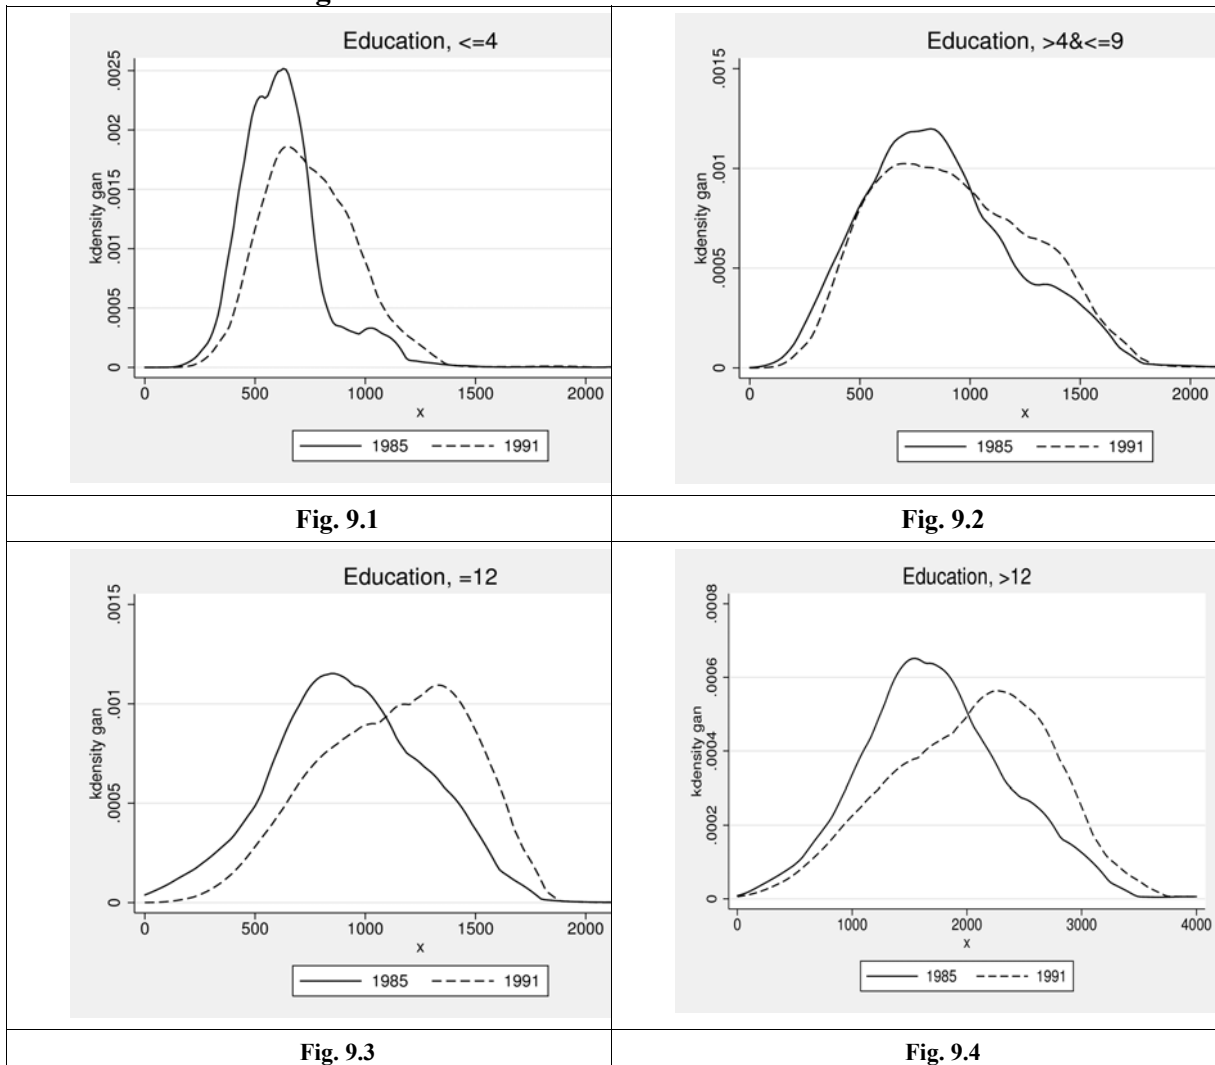 Education, <=4
kdensity gan
0 .0005 .001 .0015 .002 .0025
0 500 1000 1500 2000
x
1985 1991
Fig. 9.1
Education, >4&<=9
kdensity gan
0 .0005 .001 .0015
0 500 1000 1500 2000
x
1985 1991
Fig. 9.2
Education, =12
kdensity gan
0 .0005 .001 .0015
0 500 1000 1500 2000
x
1985 1991
Fig. 9.3
Education, >12
kdensity gan
0 .0002 .0004 .0006 .0008
0 1000 2000 3000 4000
x
1985 1991
Fig. 9.4